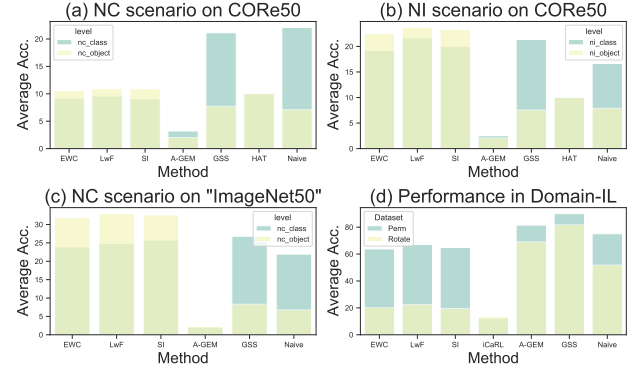 (a) NC scenario on CORe50
level
nc_class
nc_object
Average Acc.
20
15
10
5
0
EWC LwF SI A-GEM GSS HAT Naive
Method
(b) NI scenario on CORe50
level
ni_class
ni_object
Average Acc.
20
15
10
5
0
EWC LwF SI A-GEM GSS HAT Naive
Method
(c) NC scenario on "ImageNet50"
level
nc_class
nc_object
Average Acc.
30
25
20
15
10
5
0
EWC LwF SI A-GEM GSS Naive
Method
(d) Performance in Domain-IL
Dataset
Perm
Rotate
Average Acc.
80
60
40
20
0
EWC LwF SI iCaRL A-GEM GSS Naive
Method